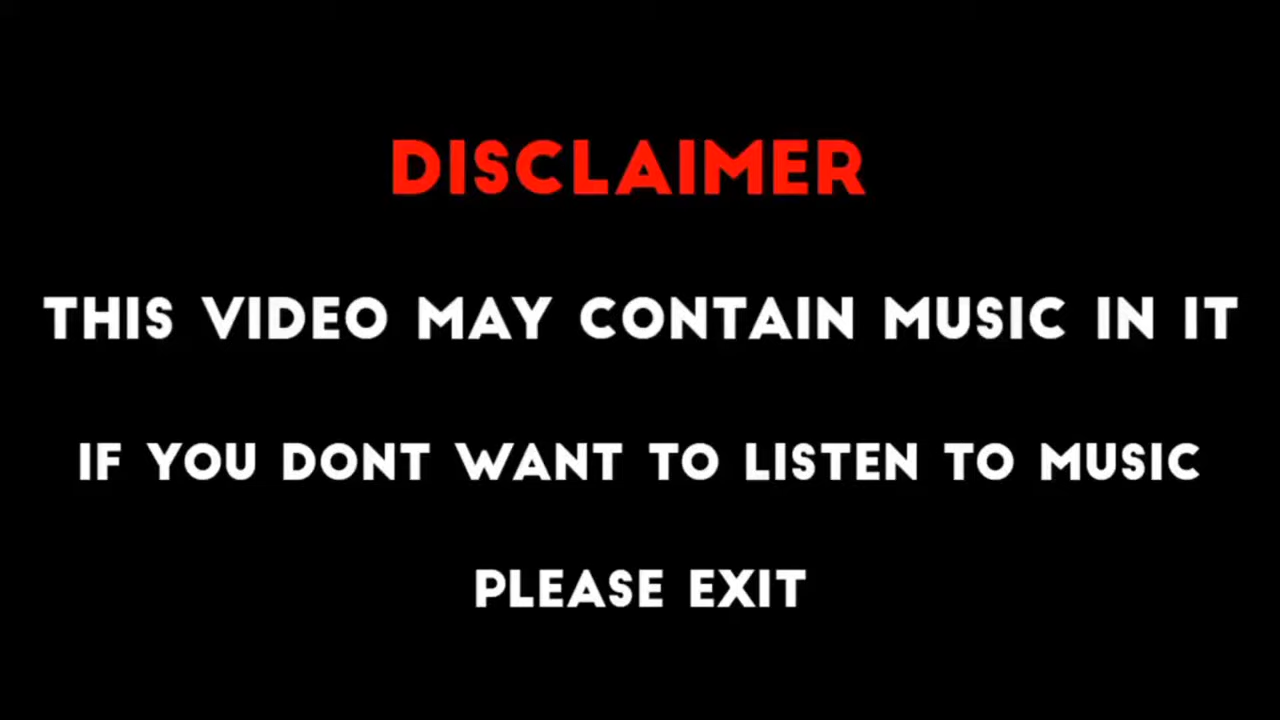 DISCLAIMER
THIS VIDEO MAY CONTAIN MUSIC IN IT
IF YOU DONT WANT TO LISTEN TO MUSIC
PLEASE EXIT